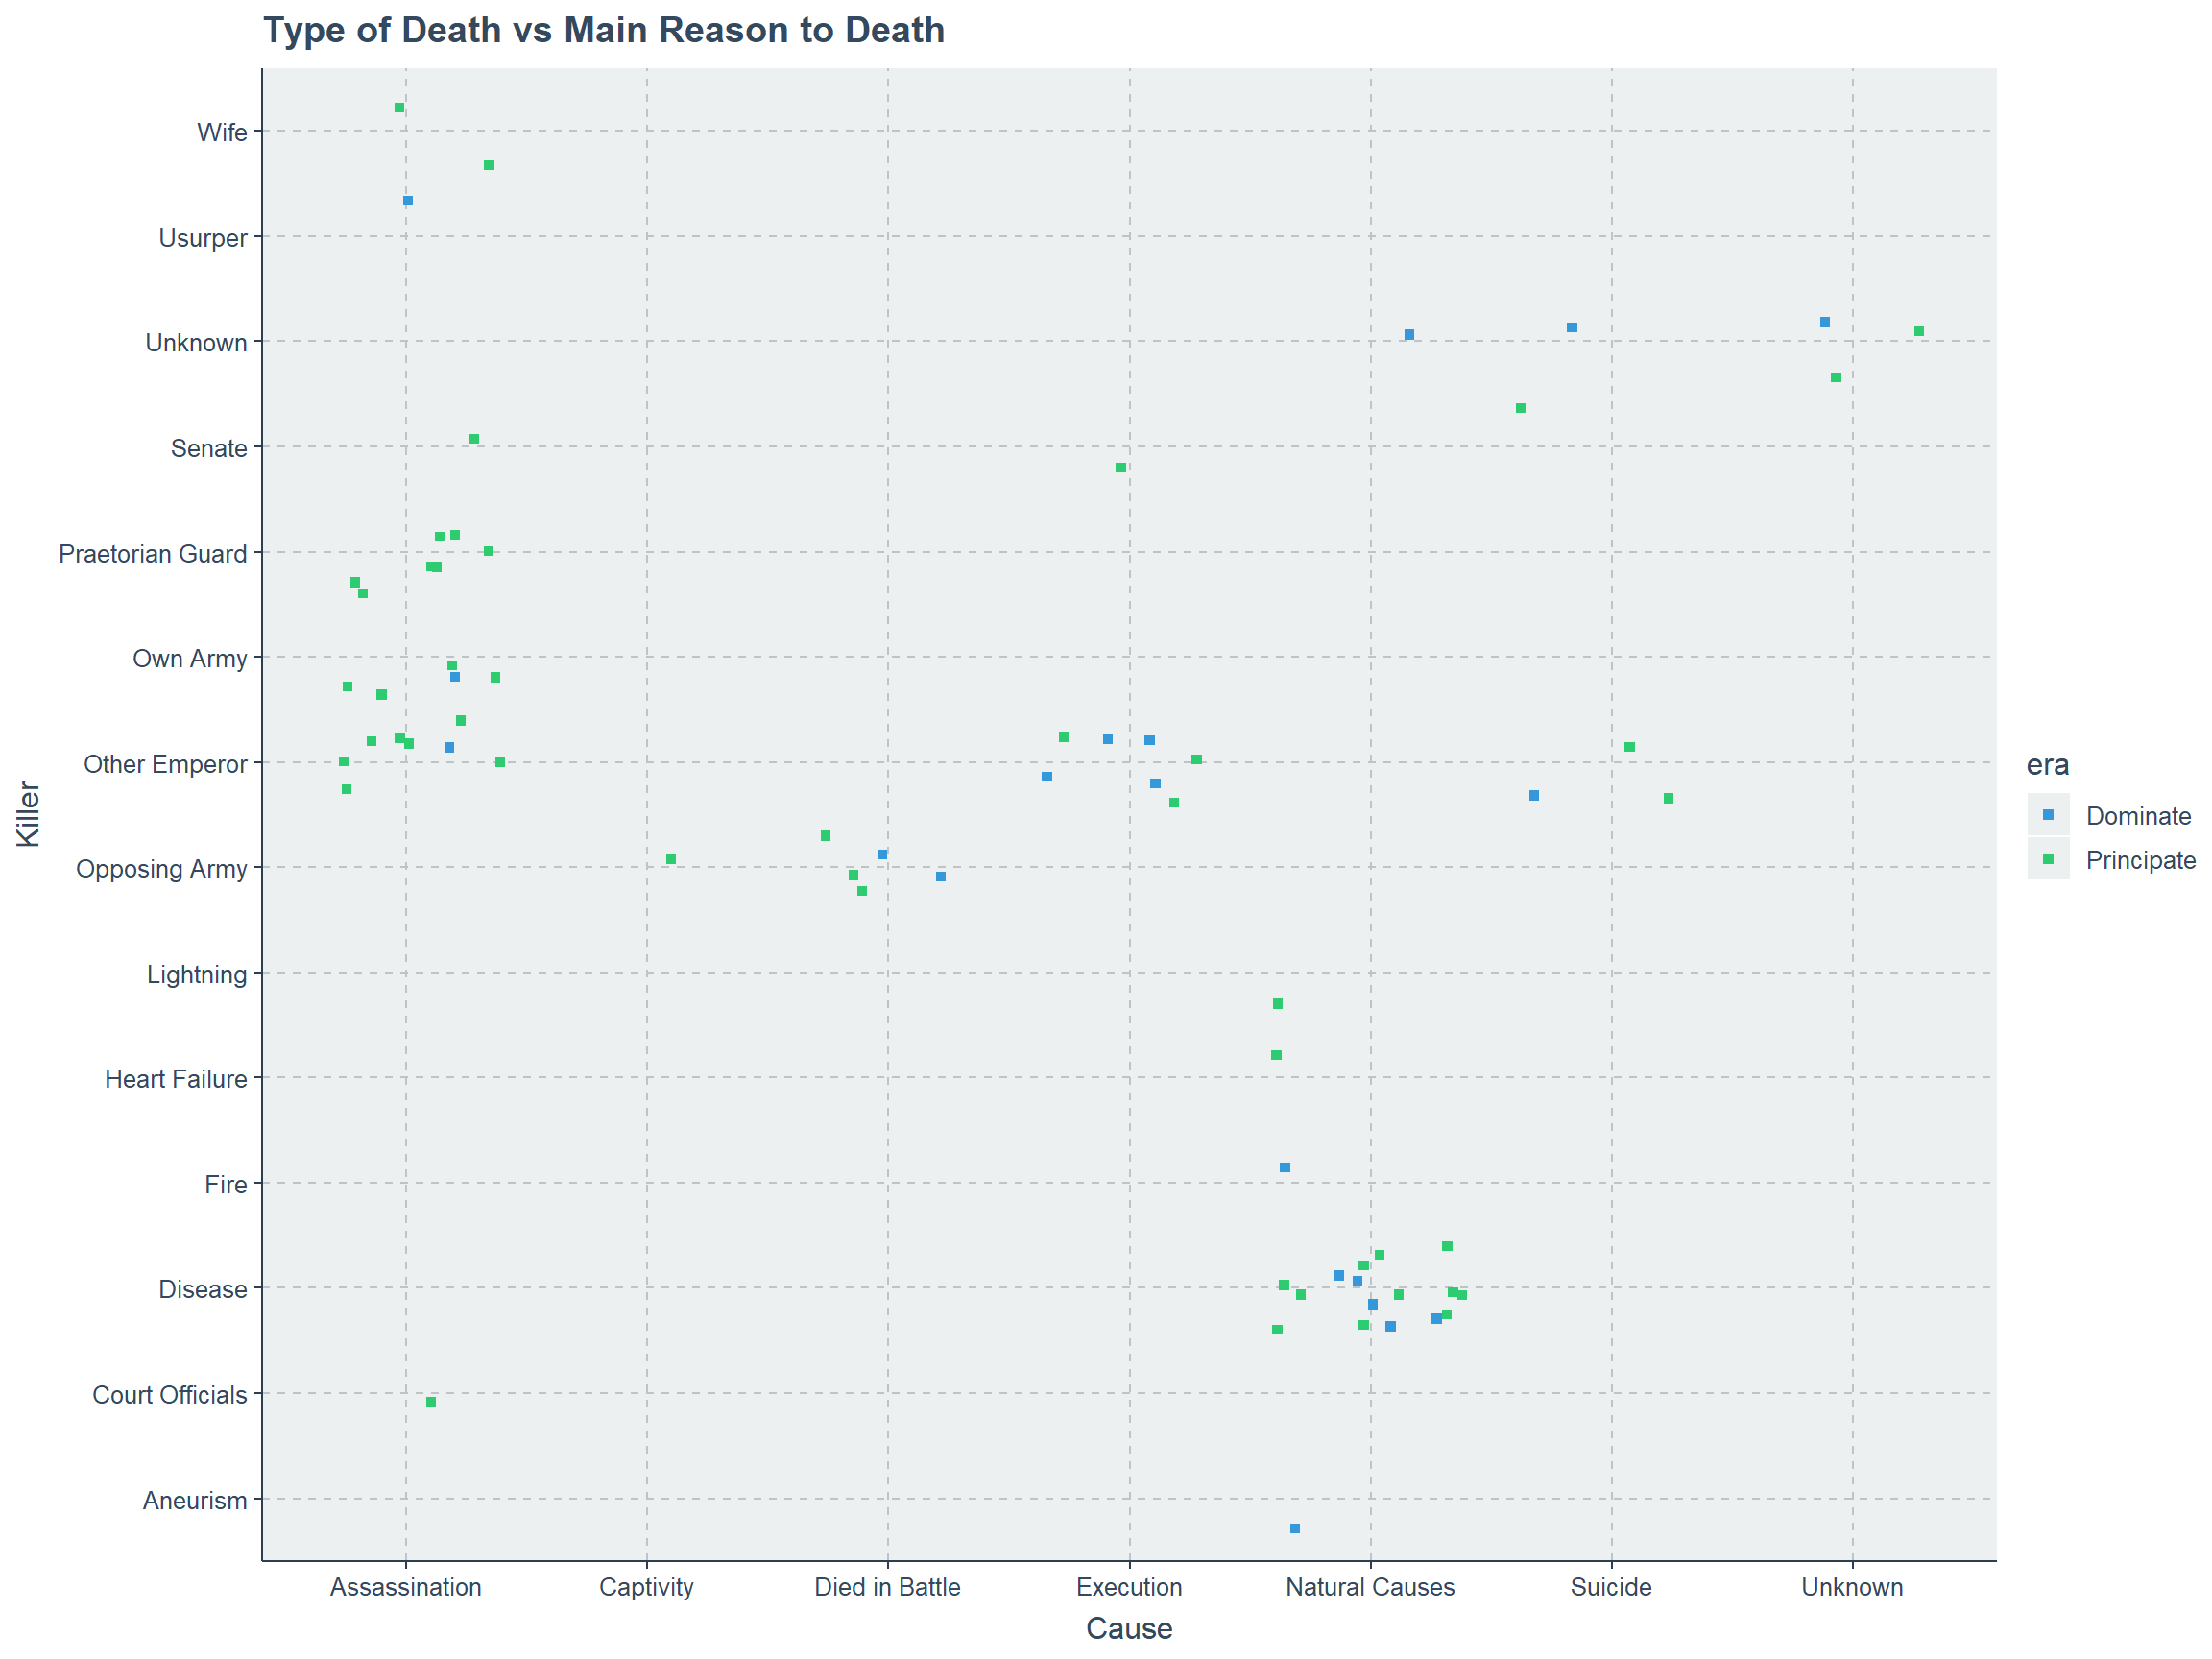 Type of Death vs Main Reason to Death
Killer
Wife
Usurper
Unknown
Senate
Praetorian Guard
Own Army
Other Emperor
Opposing Army
Lightning
Heart Failure
Fire
Disease
Court Officials
Aneurism
Assassination
Captivity
Died in Battle
Execution
Natural Causes
Suicide
Unknown
Cause
era
Dominate
Principate